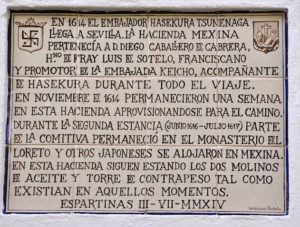 EN 1614 EL EMBAJADOR HASEKURA TSUNENAGA
LLEGA A SEVILLA. LA HACIENDA MEXINA
PERTENECÍA A D. DIEGO CABALLERO DE CABRERA,
HNO DE FRAY LUIS DE SOTELO, FRANCISCANO
Y PROMOTOR DE LA EMBAJADA KEICHO, ACOMPAÑANTE
DE HASEKURA DURANTE TODO EL VIAJE.
EN NOVIEMBRE DE 1614 PERMANECIERON UNA SEMANA
EN ESTA HACIENDA APROVISIONANDOSE PARA EL CAMINO.
DURANTE LA SEGUNDA ESTANCIA (JUNIO 1616 - JULIO 1617) PARTE
DE LA COMITIVA PERMANECIÓ EN EL MONASTERIO DEL
LORETO Y OTROS JAPONESES SE ALOJARON EN MEXINA.
EN ESTA HACIENDA SIGUEN ESTANDO LOS DOS MOLINOS
DE ACEITE Y TORRE DE CONTRAPESO TAL COMO
EXISTIAN EN AQUELLOS MOMENTOS.
ESPARTINAS III-VII-MMXIV